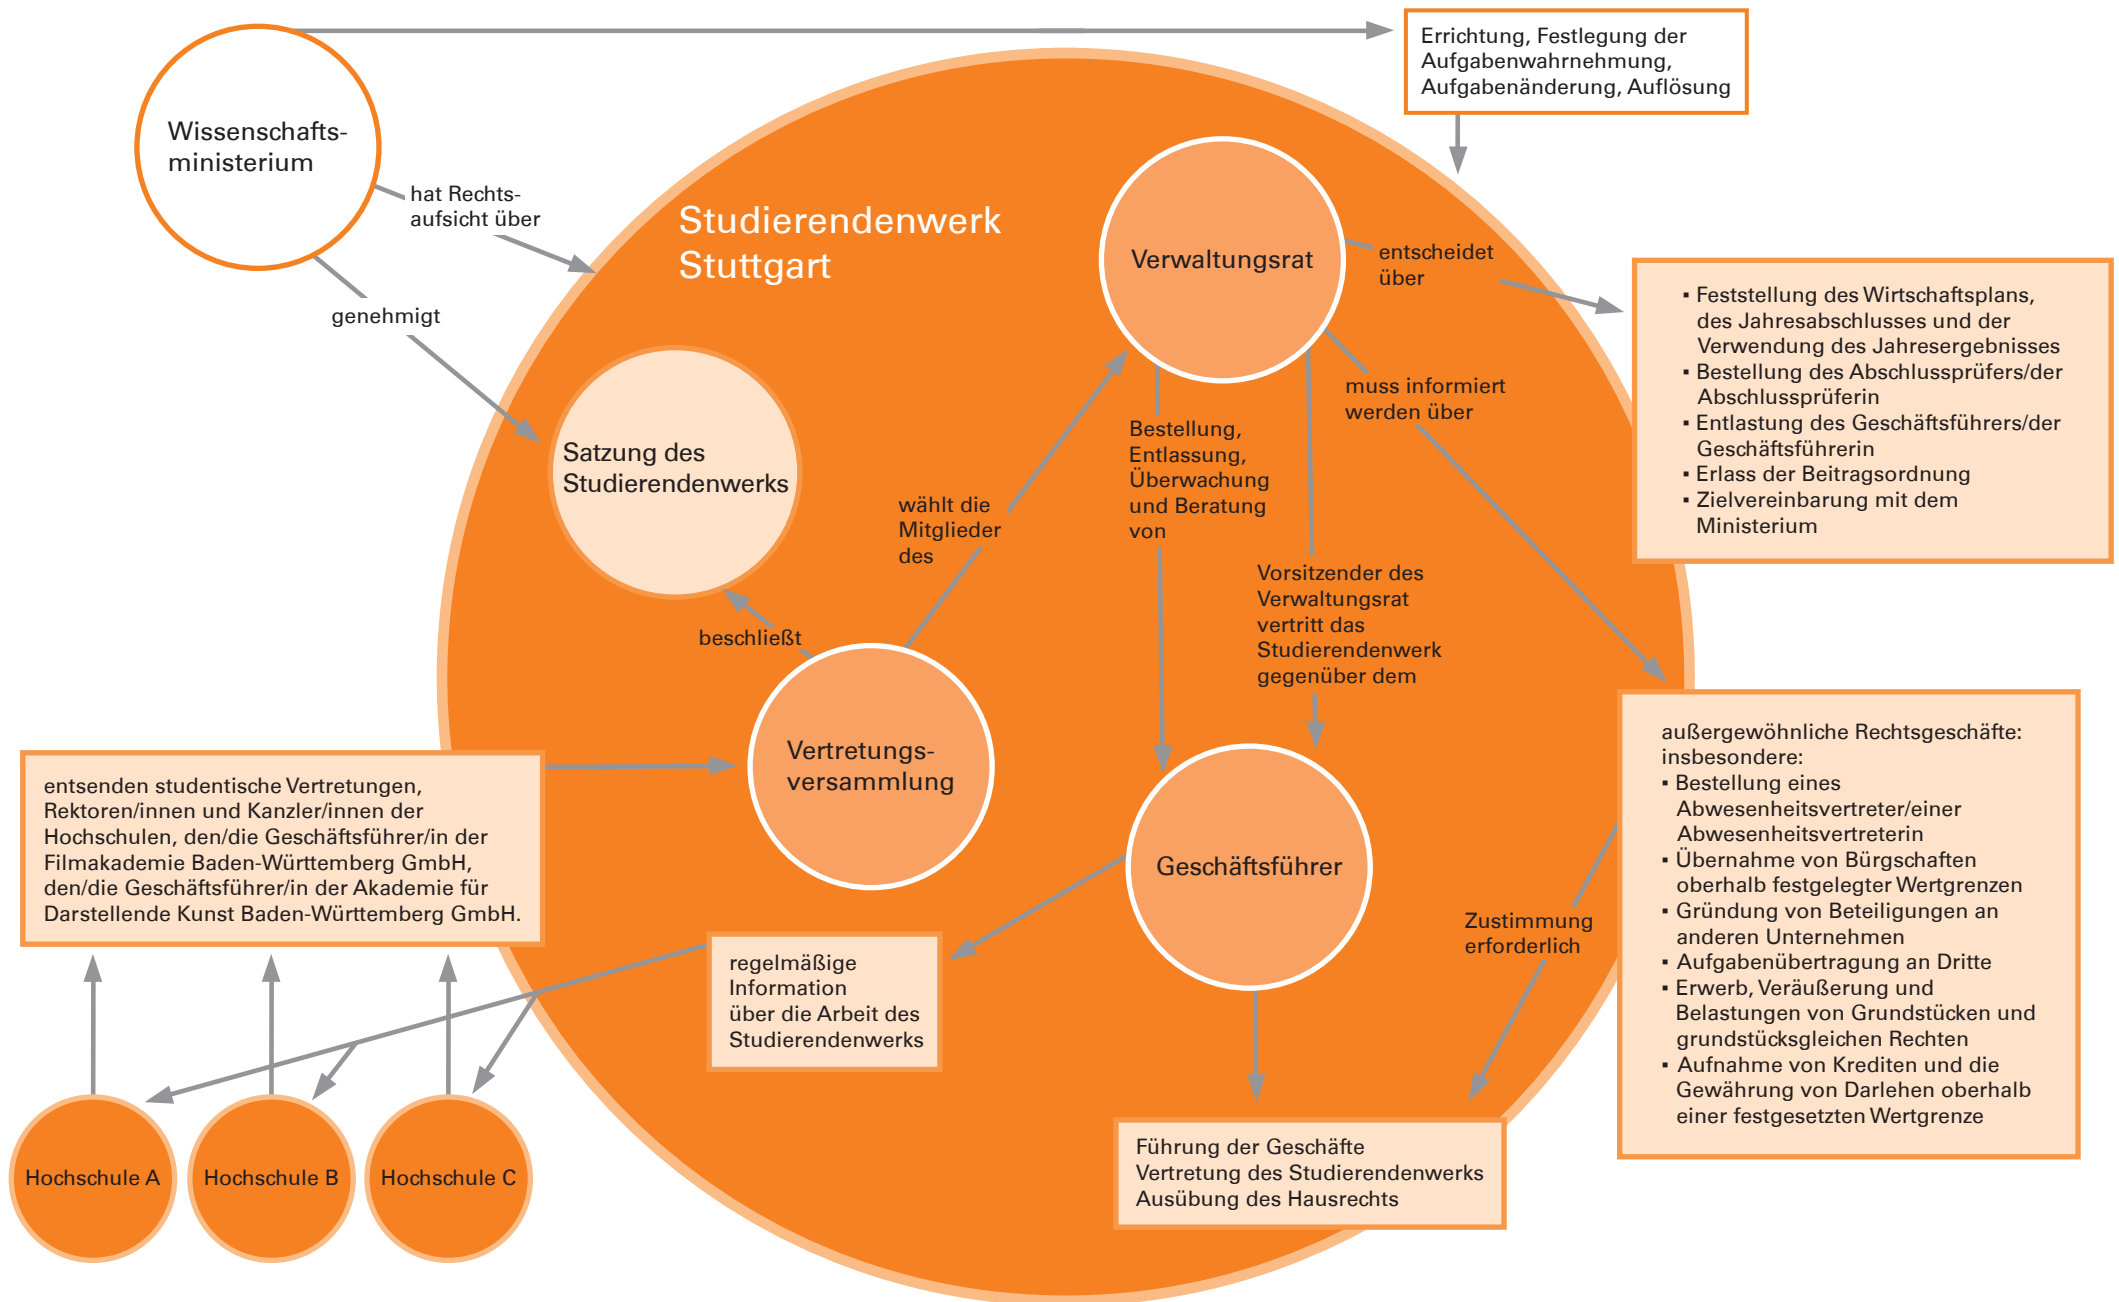 Wissenschafts-
ministerium
Errichtung, Festlegung der
Aufgabenwahrnehmung,
Aufgabenänderung, Auflösung
hat Rechts-
aufsicht über
genehmigt
Studierendenwerk
Stuttgart
Verwaltungsrat
entscheidet
über
▪ Feststellung des Wirtschaftsplans,
des Jahresabschlusses und der
Verwendung des Jahresergebnisses
▪ Bestellung des Abschlussprüfers/der
Abschlussprüferin
▪ Entlastung des Geschäftsführers/der
Geschäftsführerin
▪ Erlass der Beitragsordnung
▪ Zielvereinbarung mit dem
Ministerium
Satzung des
Studierendenwerks
muss informiert
werden über
Bestellung,
Entlassung,
Überwachung
und Beratung
von
wählt die
Mitglieder
des
Vorsitzender des
Verwaltungsrat
vertritt das
Studierendenwerk
gegenüber dem
beschließt
Vertretungs-
versammlung
entsenden studentische Vertretungen,
Rektoren/innen und Kanzler/innen der
Hochschulen, den/die Geschäftsführer/in der
Filmakademie Baden-Württemberg GmbH,
den/die Geschäftsführer/in der Akademie für
Darstellende Kunst Baden-Württemberg GmbH.
Geschäftsführer
außergewöhnliche Rechtsgeschäfte:
insbesondere:
▪ Bestellung eines
Abwesenheitsvertreter/einer
Abwesenheitsvertreterin
▪ Übernahme von Bürgschaften
oberhalb festgelegter Wertgrenzen
▪ Gründung von Beteiligungen an
anderen Unternehmen
▪ Aufgabenübertragung an Dritte
▪ Erwerb, Veräußerung und
Belastungen von Grundstücken und
grundstücksgleichen Rechten
▪ Aufnahme von Krediten und die
Gewährung von Darlehen oberhalb
einer festgesetzten Wertgrenze
Zustimmung
erforderlich
regelmäßige
Information
über die Arbeit des
Studierendenwerks
Führung der Geschäfte
Vertretung des Studierendenwerks
Ausübung des Hausrechts
Hochschule A
Hochschule B
Hochschule C